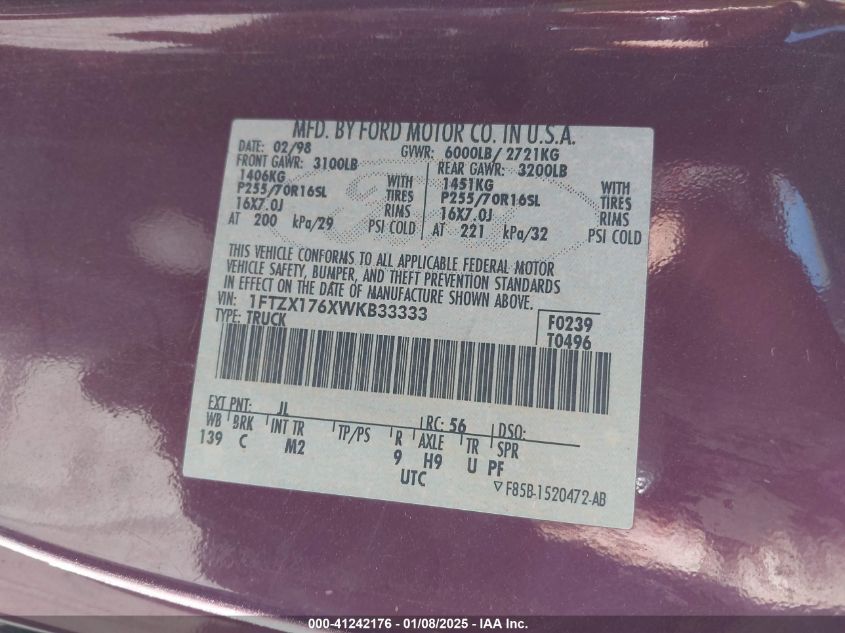 MFD. BY FORD MOTOR CO. IN U.S.A.
DATE: 02/98 GVWR: 6000LB/ 2721KG
FRONT GAWR: 3100LB REAR GAWR: 3200LB
1406KG WITH 1451KG WITH
P255/70R16SL TIRES P255/70R16SL TIRES
16X7.0J RIMS 16X7.0J RIMS
AT 200 kPa/29 PSI COLD AT 221 kPa/32 PSI COLD
THIS VEHICLE CONFORMS TO ALL APPLICABLE FEDERAL MOTOR
VEHICLE SAFETY, BUMPER, AND THEFT PREVENTION STANDARDS
IN EFFECT ON THE DATE OF MANUFACTURE SHOWN ABOVE.
VIN: 1FTZX176XWKB33333
TYPE: TRUCK
F0239
T0496
EXT PNT: JL RC: 56 DSO:
WB BRK INT TR TP/PS R AXLE TR SPR
139 C M2 9 H9 U PF
UTC
▽ F85B-1520472-AB
000-41242176 - 01/08/2025 - IAA Inc.